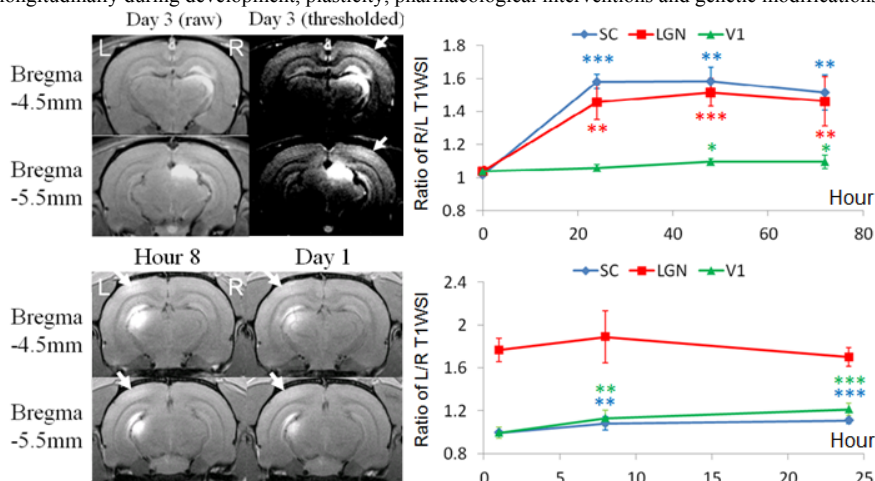 longitudinally during development, plasticity, pharmacological interventions and genetic modifications
Day 3 (raw) Day 3 (thresholded)
L R
Bregma
-4.5mm
Bregma
-5.5mm
SC LGN V1
Ratio of R/L T1WSI
1.8
1.6
1.4
1.2
1
0.8
*** ** **
** *** **
* *
Hour
0 20 40 60 80
Hour 8 Day 1
L R
Bregma
-4.5mm
Bregma
-5.5mm
SC LGN V1
Ratio of L/R T1WSI
2.4
2
1.6
1.2
0.8
** ***
** ***
Hour
0 5 10 15 20 25